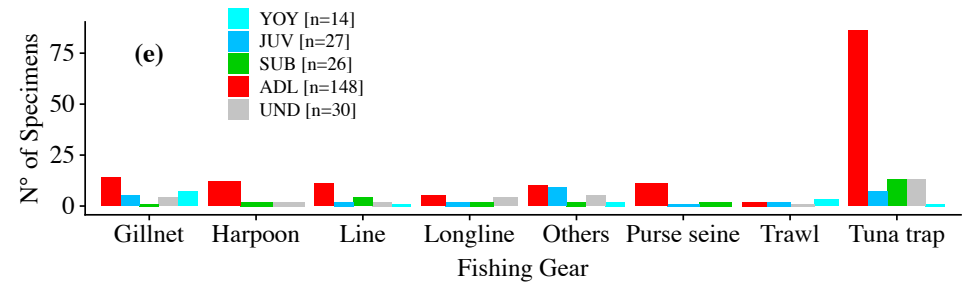 (e)
YOY [n=14]
JUV [n=27]
SUB [n=26]
ADL [n=148]
UND [n=30]
N° of Specimens
75
50
25
0
Gillnet Harpoon Line Longline Others Purse seine Trawl Tuna trap
Fishing Gear